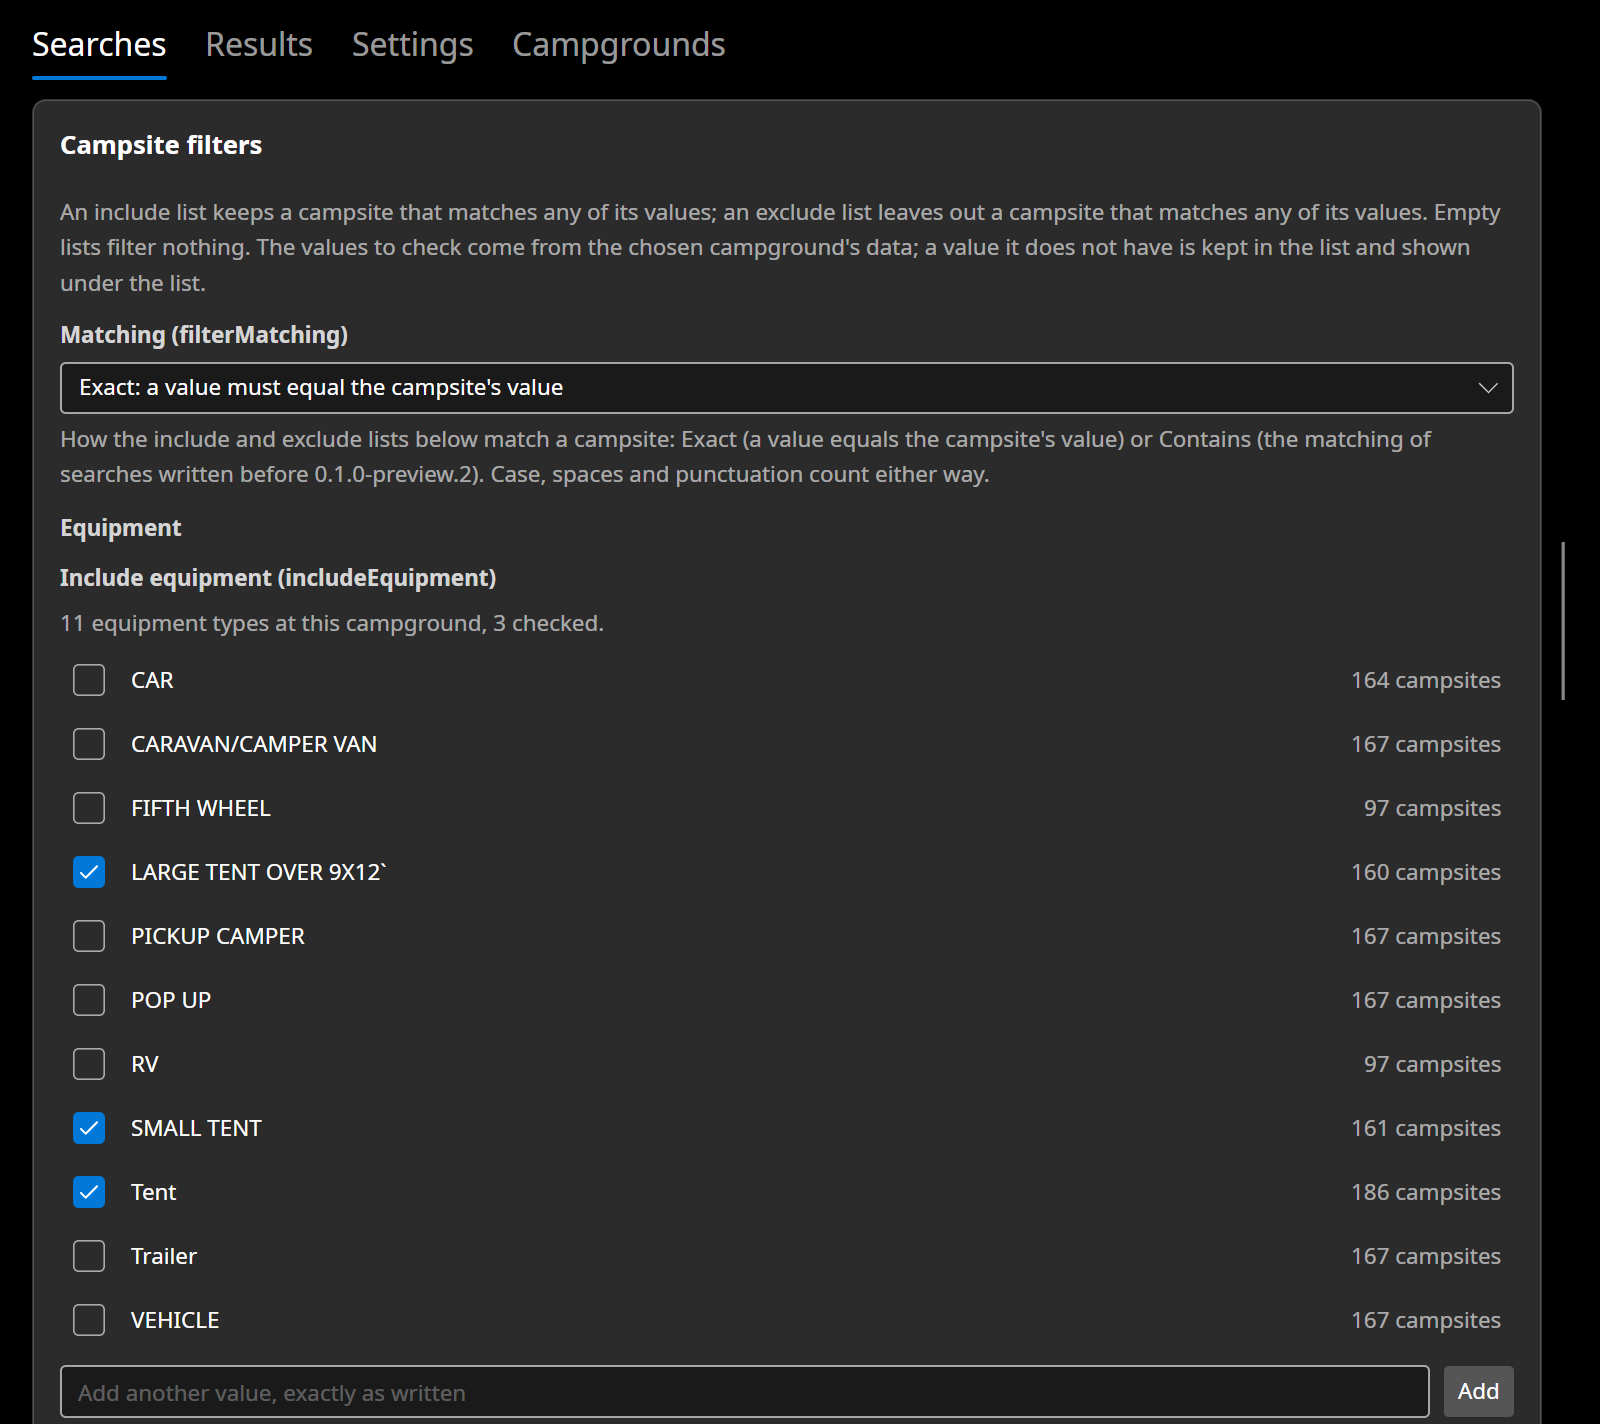 Searches Results Settings Campgrounds
Campsite filters
An include list keeps a campsite that matches any of its values; an exclude list leaves out a campsite that matches any of its values. Empty
lists filter nothing. The values to check come from the chosen campground's data; a value it does not have is kept in the list and shown
under the list.
Matching (filterMatching)
Exact: a value must equal the campsite's value
How the include and exclude lists below match a campsite: Exact (a value equals the campsite's value) or Contains (the matching of
searches written before 0.1.0-preview.2). Case, spaces and punctuation count either way.
Equipment
Include equipment (includeEquipment)
11 equipment types at this campground, 3 checked.
CAR 164 campsites
CARAVAN/CAMPER VAN 167 campsites
FIFTH WHEEL 97 campsites
LARGE TENT OVER 9X12` 160 campsites
PICKUP CAMPER 167 campsites
POP UP 167 campsites
RV 97 campsites
SMALL TENT 161 campsites
Tent 186 campsites
Trailer 167 campsites
VEHICLE 167 campsites
Add another value, exactly as written Add